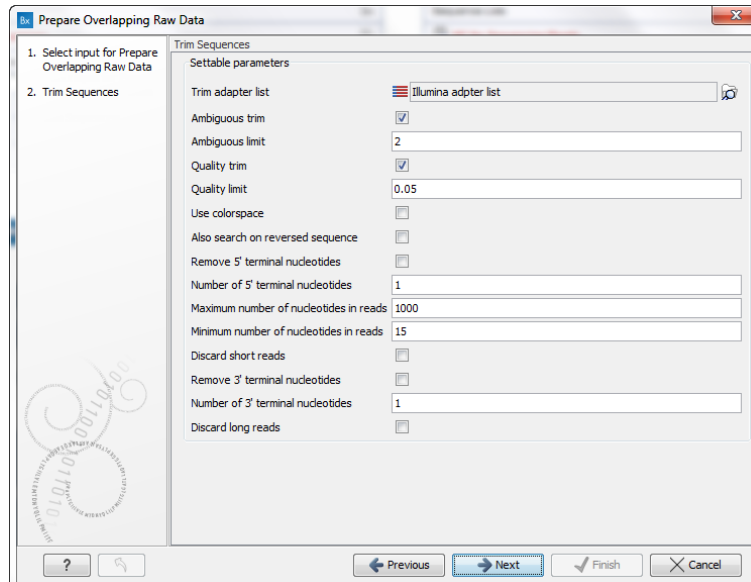 Bx Prepare Overlapping Raw Data
1. Select input for Prepare
Overlapping Raw Data
2. Trim Sequences
Trim Sequences
Settable parameters
Trim adapter list Illumina adpter list
Ambiguous trim
Ambiguous limit 2
Quality trim
Quality limit 0.05
Use colorspace
Also search on reversed sequence
Remove 5' terminal nucleotides
Number of 5' terminal nucleotides 1
Maximum number of nucleotides in reads 1000
Minimum number of nucleotides in reads 15
Discard short reads
Remove 3' terminal nucleotides
Number of 3' terminal nucleotides 1
Discard long reads
? Previous Next Finish Cancel